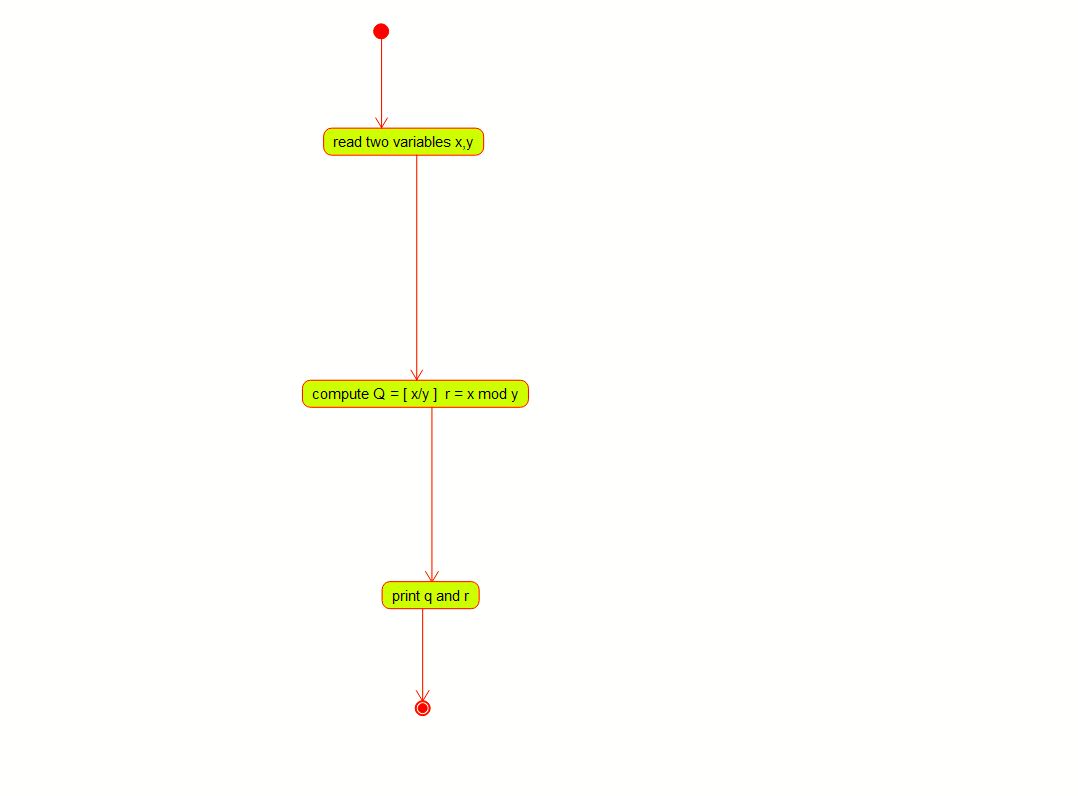 read two variables x,y
compute Q = [ x/y ]  r = x mod y
print q and r